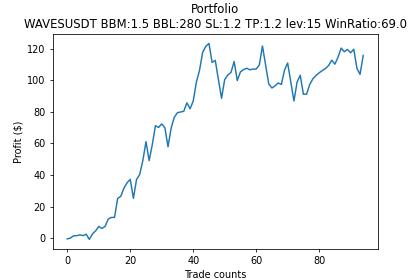 Portfolio
WAVESUSDT BBM:1.5 BBL:280 SL:1.2 TP:1.2 lev:15 WinRatio:69.0
120
100
80
60
40
20
0
Profit ($)
0 20 40 60 80
Trade counts